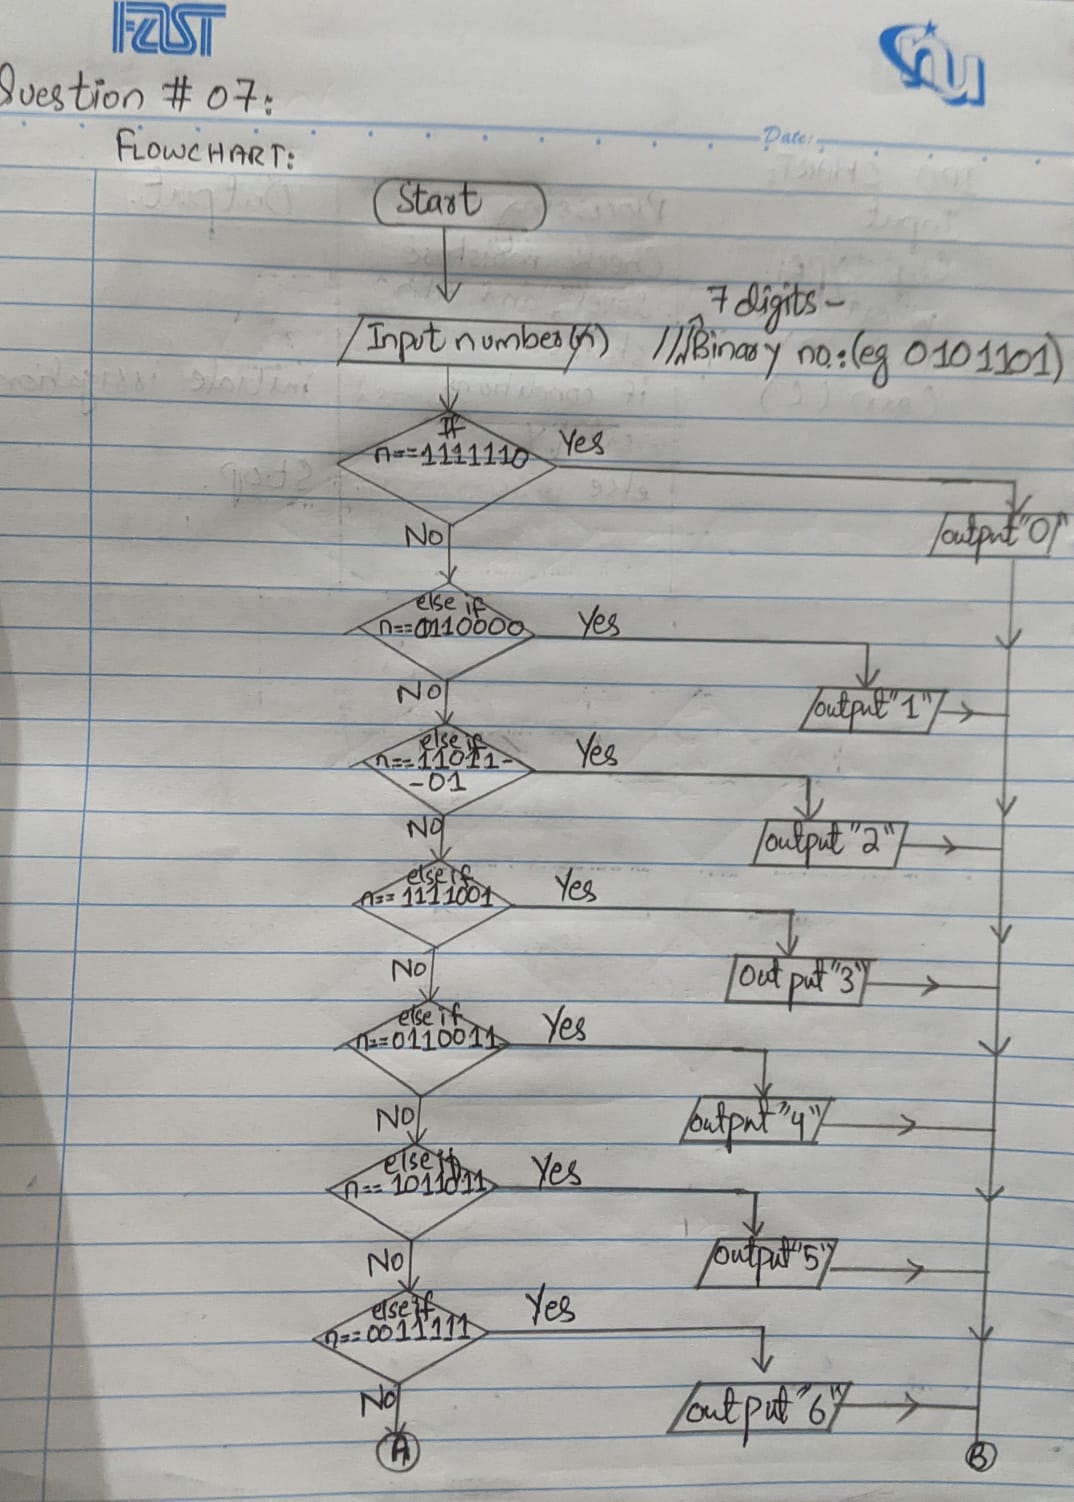 FAST
nu
Question # 07:
Date:
FLOWCHART:
Start
7 digits -
Input number(n) // Binary no.:(eg 0101101)
If
n==1111110
Yes
output "0"
No
else if
n==0110000
Yes
output "1"
No
else if
n==11011-
-01
Yes
output "2"
No
else if
n==1111001
Yes
output "3"
No
else if
n==0110011
Yes
output "4"
No
else if
n==1011011
Yes
output "5"
No
else if
n==0011111
Yes
output "6"
No
A
B